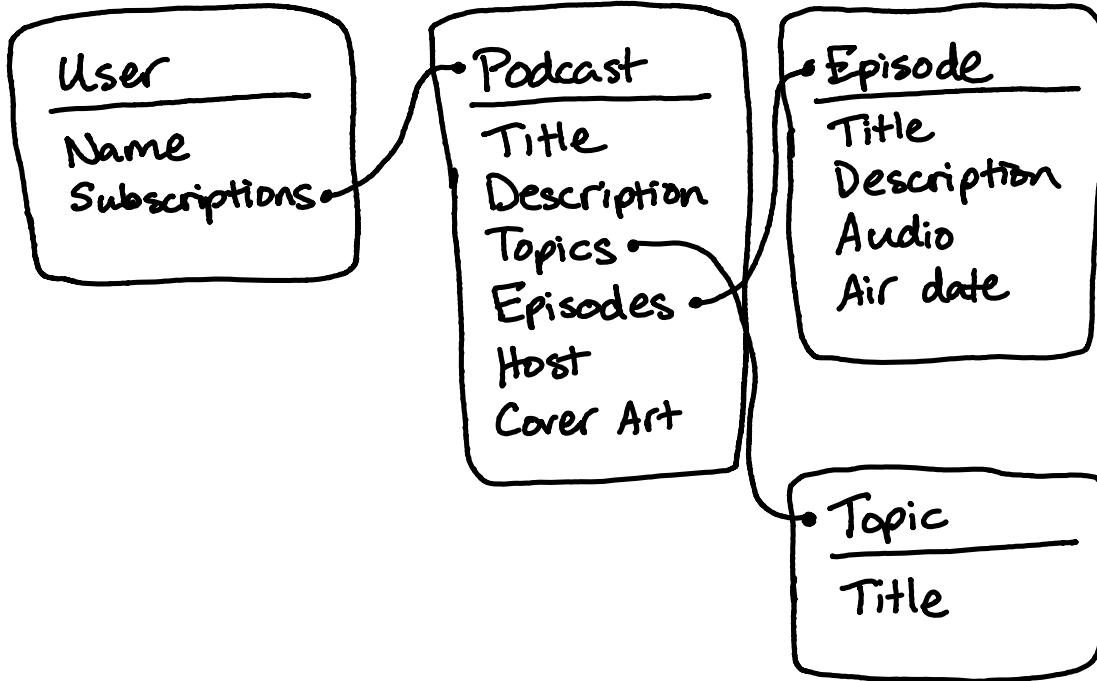 User
Name
Subscriptions
Podcast
Title
Description
Topics
Episodes
Host
Cover Art
Episode
Title
Description
Audio
Air date
Topic
Title